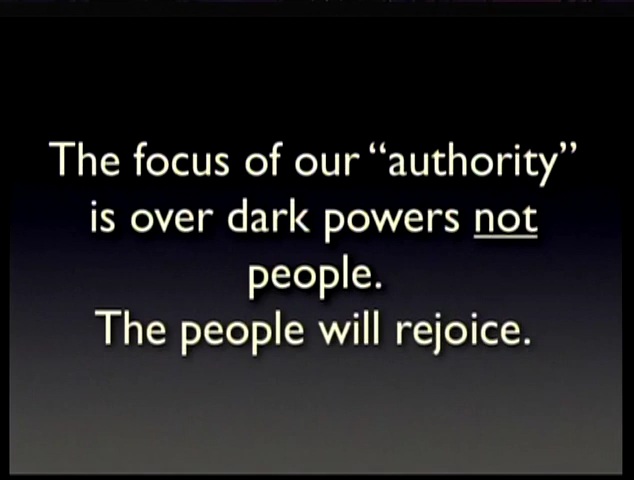 The focus of our “authority”
is over dark powers not
people.
The people will rejoice.